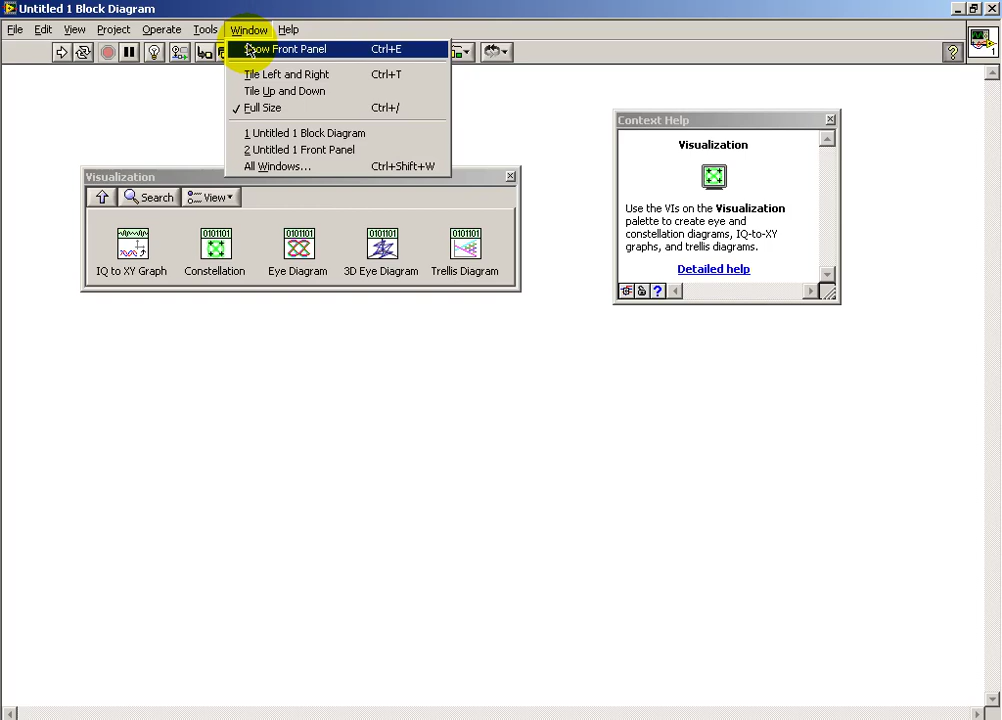 Untitled 1 Block Diagram
File Edit View Project Operate Tools Window Help
Show Front Panel Ctrl+E
Tile Left and Right Ctrl+T
Tile Up and Down
Full Size Ctrl+/
1 Untitled 1 Block Diagram
2 Untitled 1 Front Panel
All Windows... Ctrl+Shift+W
Visualization
Search View
0101101 0101101 0101101 0101101
IQ to XY Graph Constellation Eye Diagram 3D Eye Diagram Trellis Diagram
Context Help
Visualization
Use the VIs on the Visualization
palette to create eye and
constellation diagrams, IQ-to-XY
graphs, and trellis diagrams.
Detailed help
?
?
1